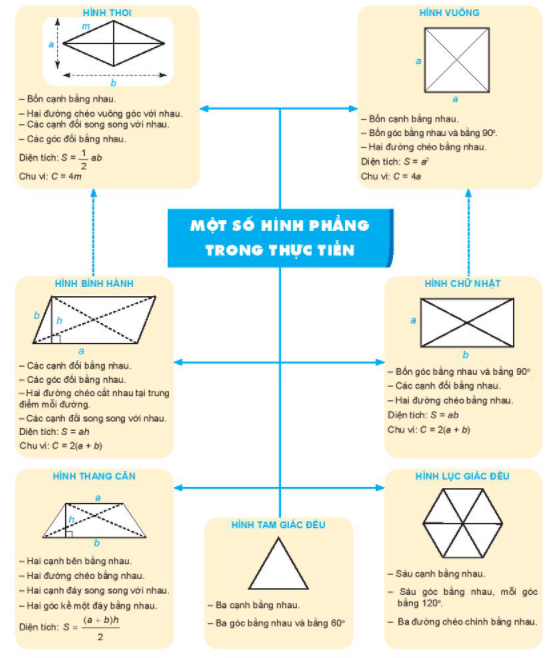 HÌNH THOI
m
a
b
– Bốn cạnh bằng nhau.
– Hai đường chéo vuông góc với nhau.
– Các cạnh đối song song với nhau.
– Các góc đối bằng nhau.
Diện tích: S = 1/2 ab
Chu vi: C = 4m
HÌNH VUÔNG
a
a
– Bốn cạnh bằng nhau.
– Bốn góc bằng nhau và bằng 90º.
– Hai đường chéo bằng nhau.
Diện tích: S = a²
Chu vi: C = 4a
MỘT SỐ HÌNH PHẲNG
TRONG THỰC TIỄN
HÌNH BÌNH HÀNH
b
h
a
– Các cạnh đối bằng nhau.
– Các góc đối bằng nhau.
– Hai đường chéo cắt nhau tại trung
điểm mỗi đường.
– Các cạnh đối song song với nhau.
Diện tích: S = ah
Chu vi: C = 2(a + b)
HÌNH CHỮ NHẬT
a
b
– Bốn góc bằng nhau và bằng 90º
– Các cạnh đối bằng nhau.
– Hai đường chéo bằng nhau.
Diện tích: S = ab
Chu vi: C = 2(a + b)
HÌNH THANG CÂN
a
h
b
– Hai cạnh bên bằng nhau.
– Hai đường chéo bằng nhau.
– Hai cạnh đáy song song với nhau.
– Hai góc kề một đáy bằng nhau.
Diện tích: S = (a + b)h / 2
HÌNH TAM GIÁC ĐỀU
– Ba cạnh bằng nhau.
– Ba góc bằng nhau và bằng 60º
HÌNH LỤC GIÁC ĐỀU
– Sáu cạnh bằng nhau.
– Sáu góc bằng nhau, mỗi góc
bằng 120º.
– Ba đường chéo chính bằng nhau.